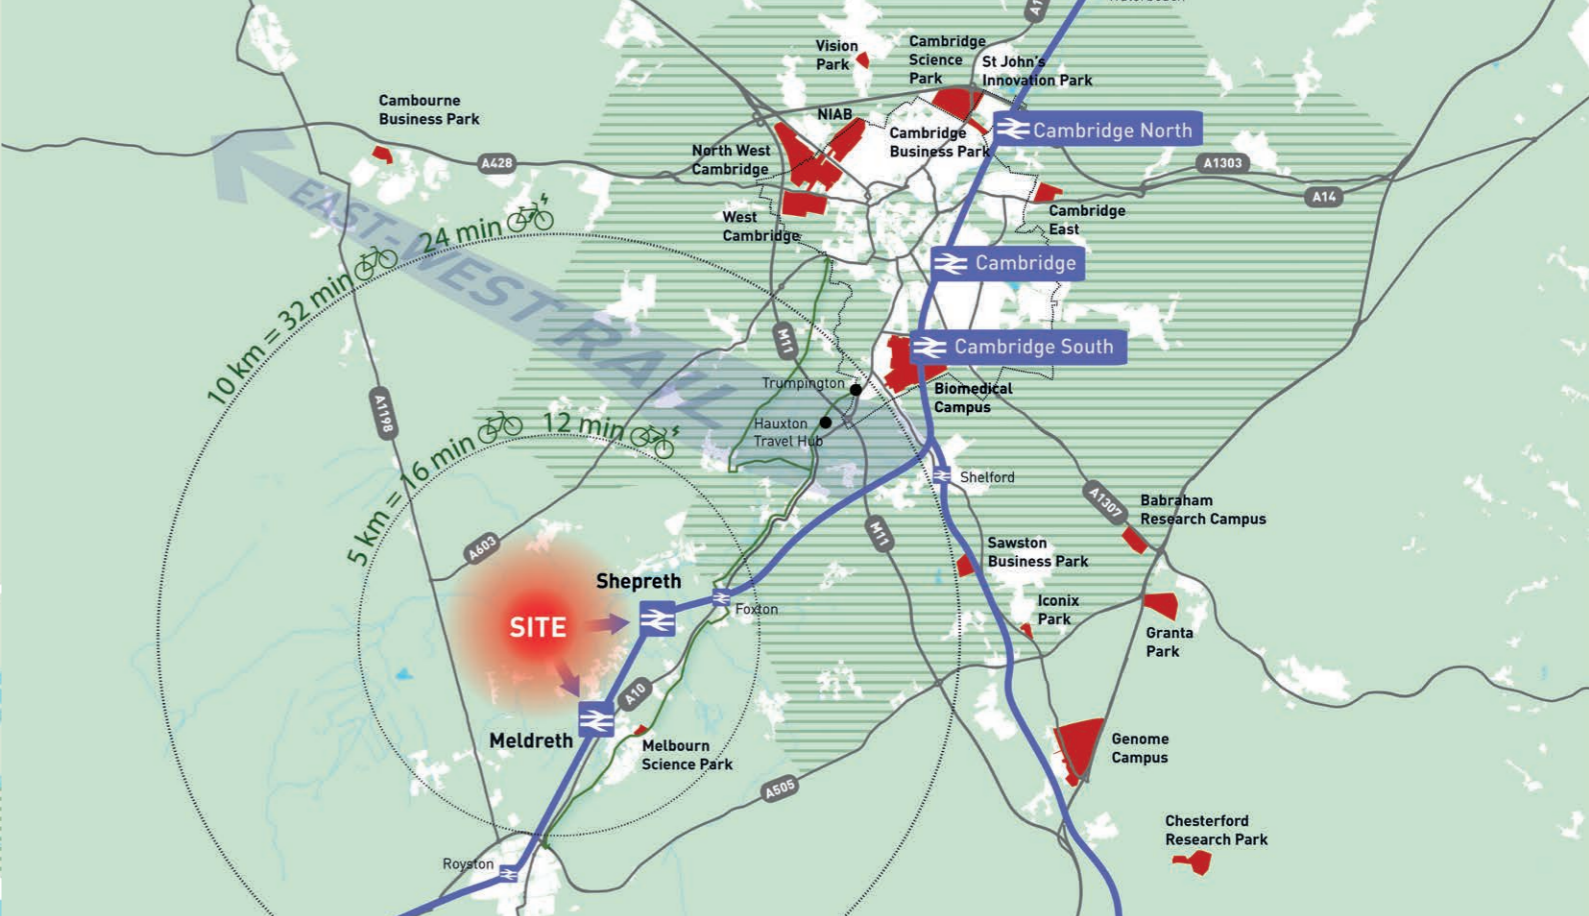 Vision
Park
Cambridge
Science
Park
St John's
Innovation Park
Cambourne
Business Park
NIAB
Cambridge
Business Park
Cambridge North
North West
Cambridge
A428
A1303
A14
West
Cambridge
Cambridge
East
EAST-WEST RAIL
24 min
10 km = 32 min
Cambridge
M11
Cambridge South
Trumpington
Biomedical
Campus
A1198
Hauxton
Travel Hub
12 min
5 km = 16 min
Shelford
A1307
Babraham
Research Campus
A603
M11
Sawston
Business Park
Shepreth
SITE
Foxton
Iconix
Park
Granta
Park
A10
Meldreth
Melbourn
Science Park
Genome
Campus
A505
Chesterford
Research Park
Royston